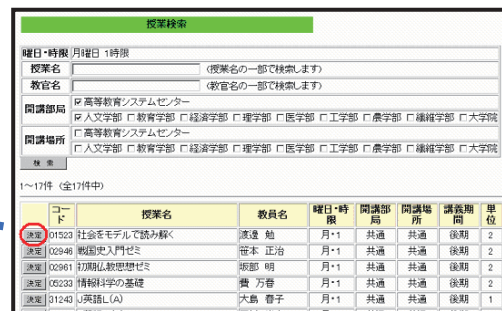 授業検索
曜日・時限 月曜日 1時限
授業名 (授業名の一部で検索します)
教官名 (教官名の一部で検索します)
開講部局 高等教育システムセンター
人文学部 教育学部 経済学部 理学部 医学部 工学部 農学部 繊維学部 大学院
開講場所 高等教育システムセンター
人文学部 教育学部 経済学部 理学部 医学部 工学部 農学部 繊維学部 大学院
検索
1～17件 (全17件中)
コード 授業名 教員名 曜日・時限 開講部局 開講場所 講義期間 単位
決定 01523 社会をモデルで読み解く 渡邉 勉 月・1 共通 共通 後期 2
決定 02946 戦国史入門ゼミ 笹本 正治 月・1 共通 共通 後期 2
決定 02961 初期仏教思想ゼミ 坂部 明 月・1 共通 共通 後期 2
決定 05233 情報科学の基礎 費 万春 月・1 共通 共通 後期 2
決定 31243 J英語L(A) 大島 春子 月・1 共通 共通 後期 1